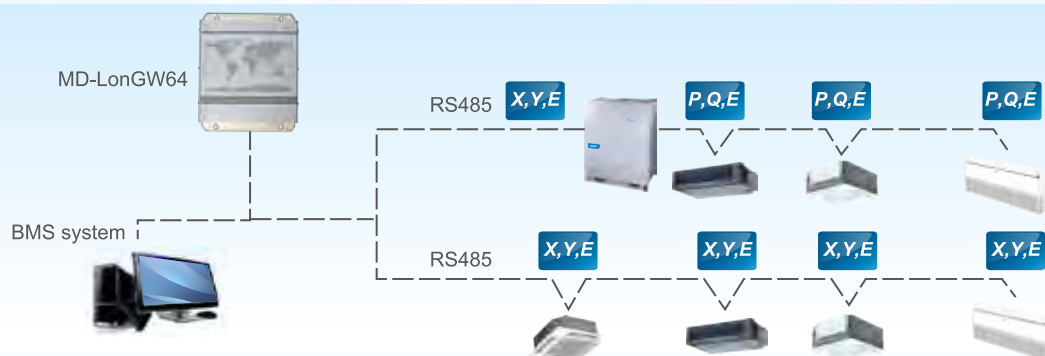 MD-LonGW64
RS485
X,Y,E
P,Q,E
P,Q,E
P,Q,E
BMS system
RS485
X,Y,E
X,Y,E
X,Y,E
X,Y,E